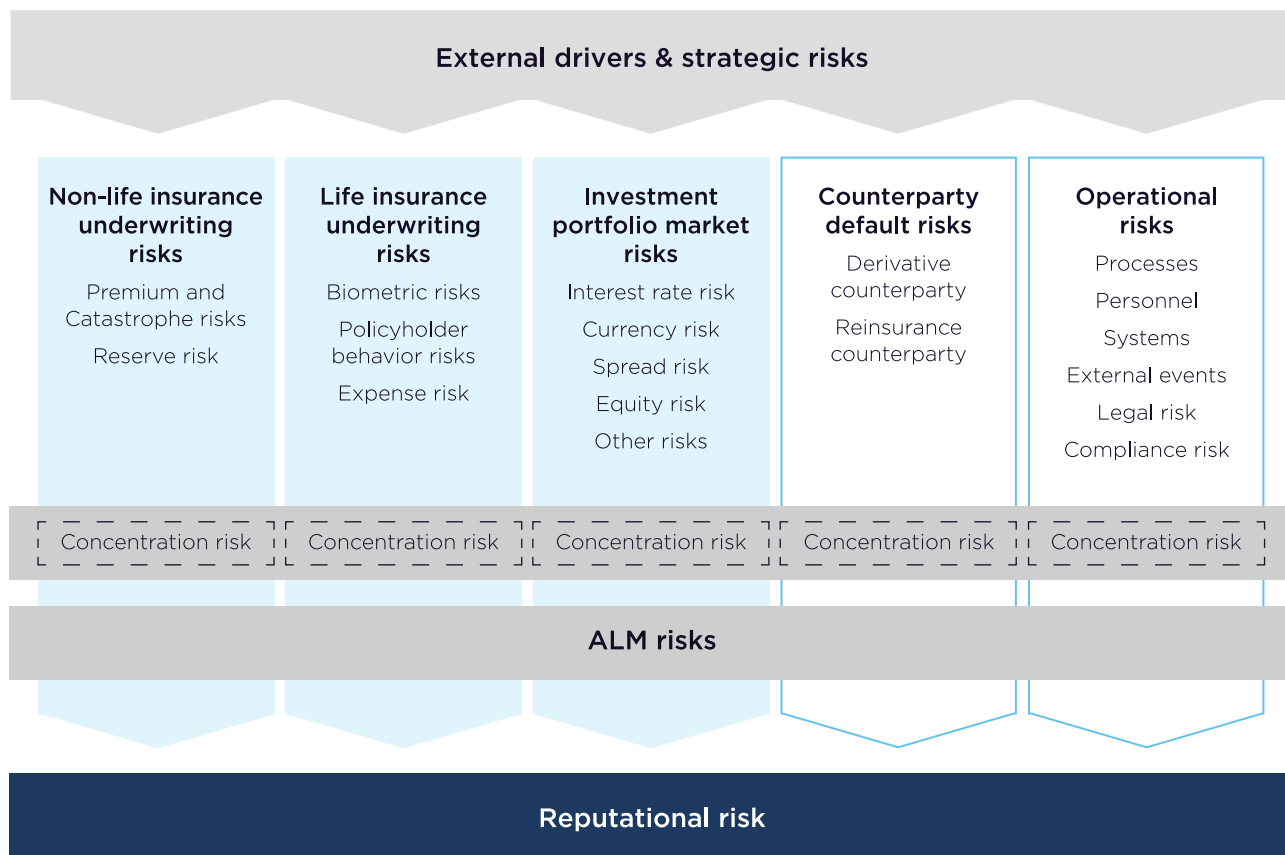 External drivers & strategic risks
Non-life insurance
underwriting
risks
Premium and
Catastrophe risks
Reserve risk
Life insurance
underwriting
risks
Biometric risks
Policyholder
behavior risks
Expense risk
Investment
portfolio market
risks
Interest rate risk
Currency risk
Spread risk
Equity risk
Other risks
Counterparty
default risks
Derivative
counterparty
Reinsurance
counterparty
Operational
risks
Processes
Personnel
Systems
External events
Legal risk
Compliance risk
Concentration risk
Concentration risk
Concentration risk
Concentration risk
Concentration risk
ALM risks
Reputational risk